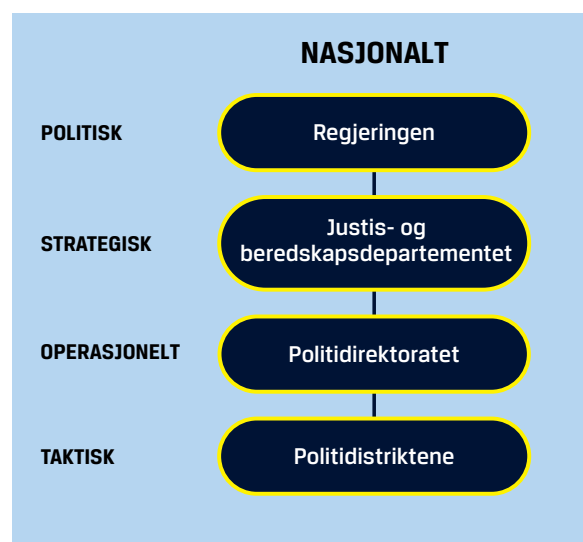 NASJONALT
POLITISK
Regjeringen
STRATEGISK
Justis- og
beredskapsdepartementet
OPERASJONELT
Politidirektoratet
TAKTISK
Politidistriktene